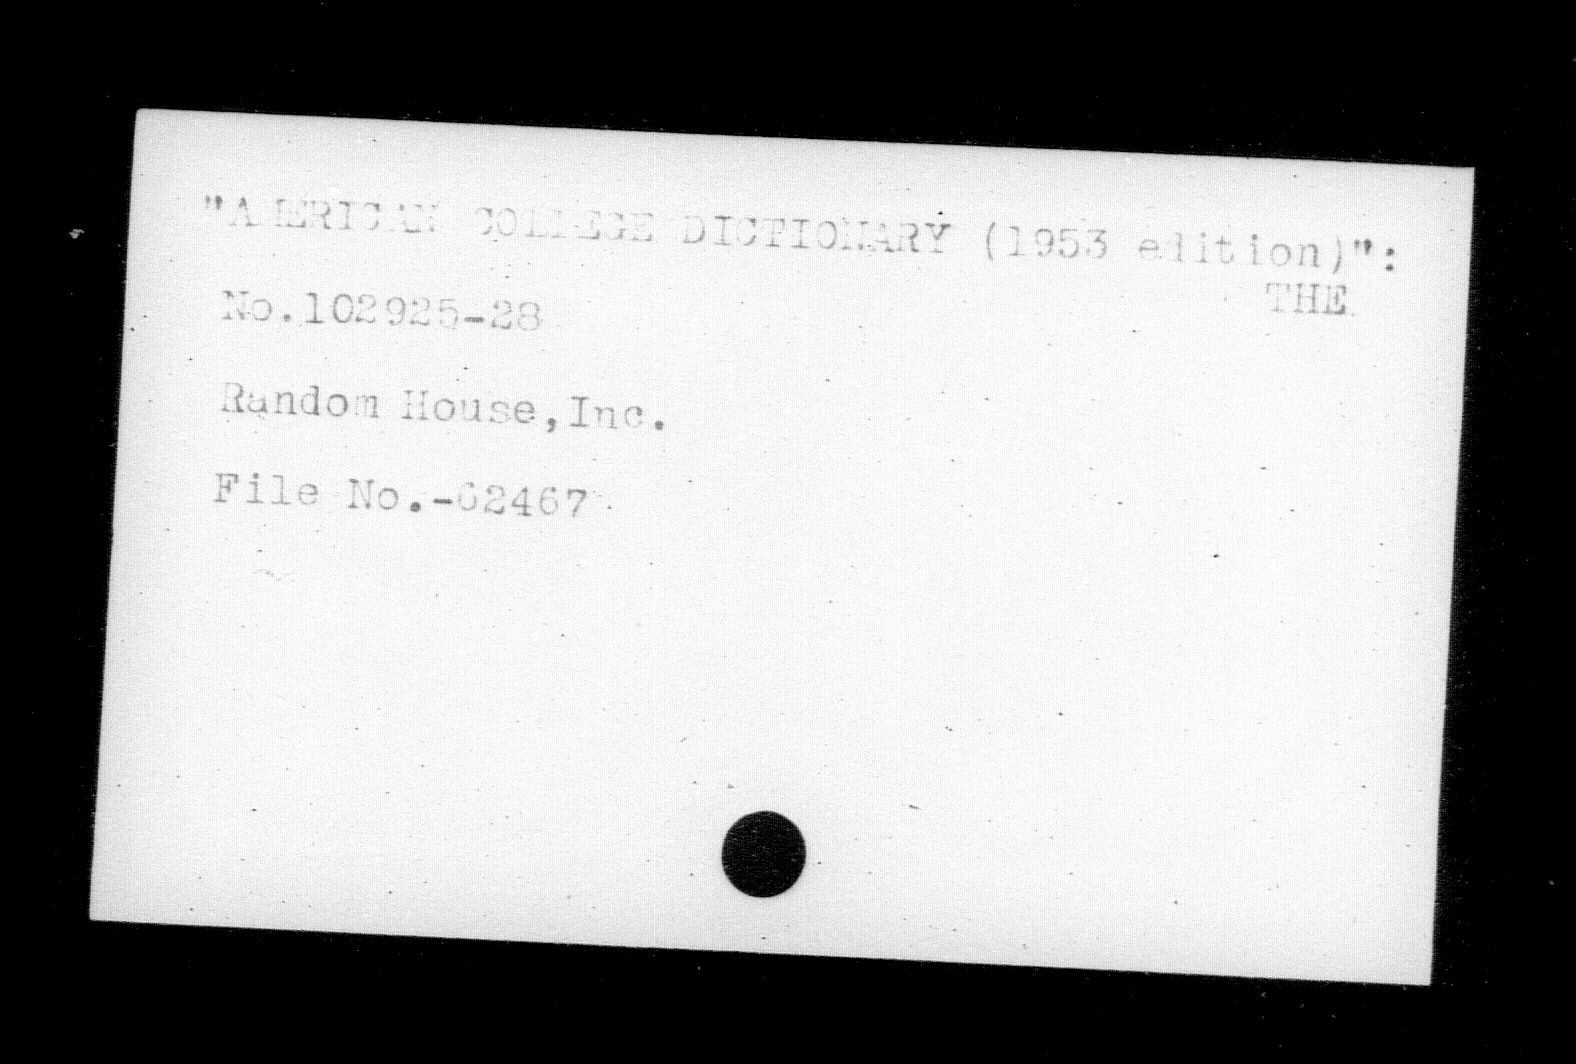 "AMERICAN COLLEGE DICTIONARY (1953 edition)":
THE
No.102925-28
Random House,Inc.
File No.-62467